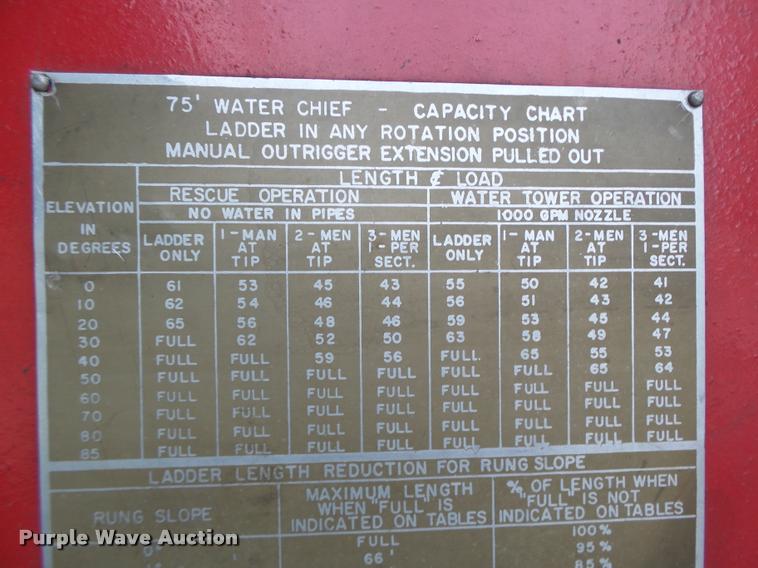 75' WATER CHIEF - CAPACITY CHART
LADDER IN ANY ROTATION POSITION
MANUAL OUTRIGGER EXTENSION PULLED OUT
ELEVATION IN DEGREES
LENGTH & LOAD
RESCUE OPERATION WATER TOWER OPERATION
NO WATER IN PIPES 1000 GPM NOZZLE
LADDER ONLY 1-MAN AT TIP 2-MEN AT TIP 3-MEN 1-PER SECT. LADDER ONLY 1-MAN AT TIP 2-MEN AT TIP 3-MEN 1-PER SECT.
0 61 53 45 43 55 50 42 41
10 62 54 46 44 56 51 43 42
20 65 56 48 46 59 53 45 44
30 FULL 62 52 50 63 58 49 47
40 FULL FULL 59 56 FULL. 65 55 53
50 FULL FULL FULL FULL FULL FULL 65 64
60 FULL FULL FULL FULL FULL FULL FULL FULL
70 FULL FULL FULL FULL FULL FULL FULL FULL
80 FULL FULL FULL FULL FULL FULL FULL FULL
85 FULL FULL FULL FULL FULL FULL FULL FULL
LADDER LENGTH REDUCTION FOR RUNG SLOPE
RUNG SLOPE
MAXIMUM LENGTH WHEN "FULL" IS INDICATED ON TABLES
% OF LENGTH WHEN "FULL" IS NOT INDICATED ON TABLES
FULL 100%
66' 95%
85%
Purple Wave Auction